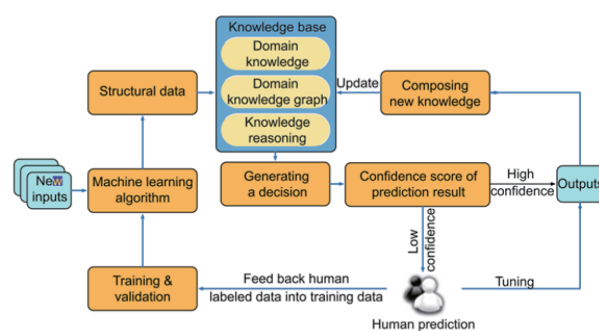 Knowledge base
Domain
knowledge
Structural data
Domain
knowledge graph
Update
Composing
new knowledge
Knowledge
reasoning
inputs
Machine learning
algorithm
Generating
a decision
Confidence score of
prediction result
High
confidence
Outputs
Low
confidence
Training &
validation
Feed back human
labeled data into training data
Tuning
Human prediction